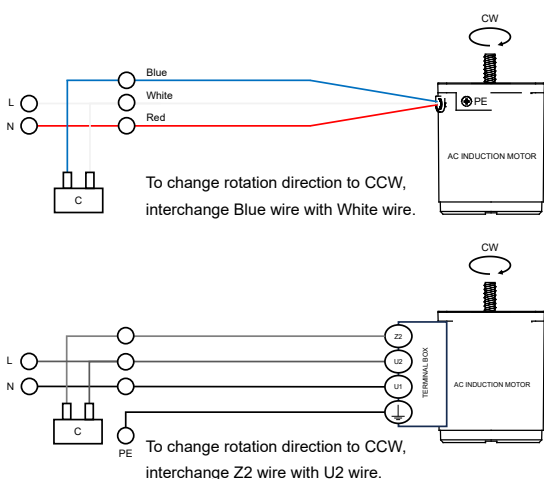 CW
Blue
White
Red
L
N
PE
AC INDUCTION MOTOR
C
To change rotation direction to CCW,
interchange Blue wire with White wire.
CW
Z2
L
U2
N
U1
TERMINAL BOX
AC INDUCTION MOTOR
C
PE
To change rotation direction to CCW,
interchange Z2 wire with U2 wire.